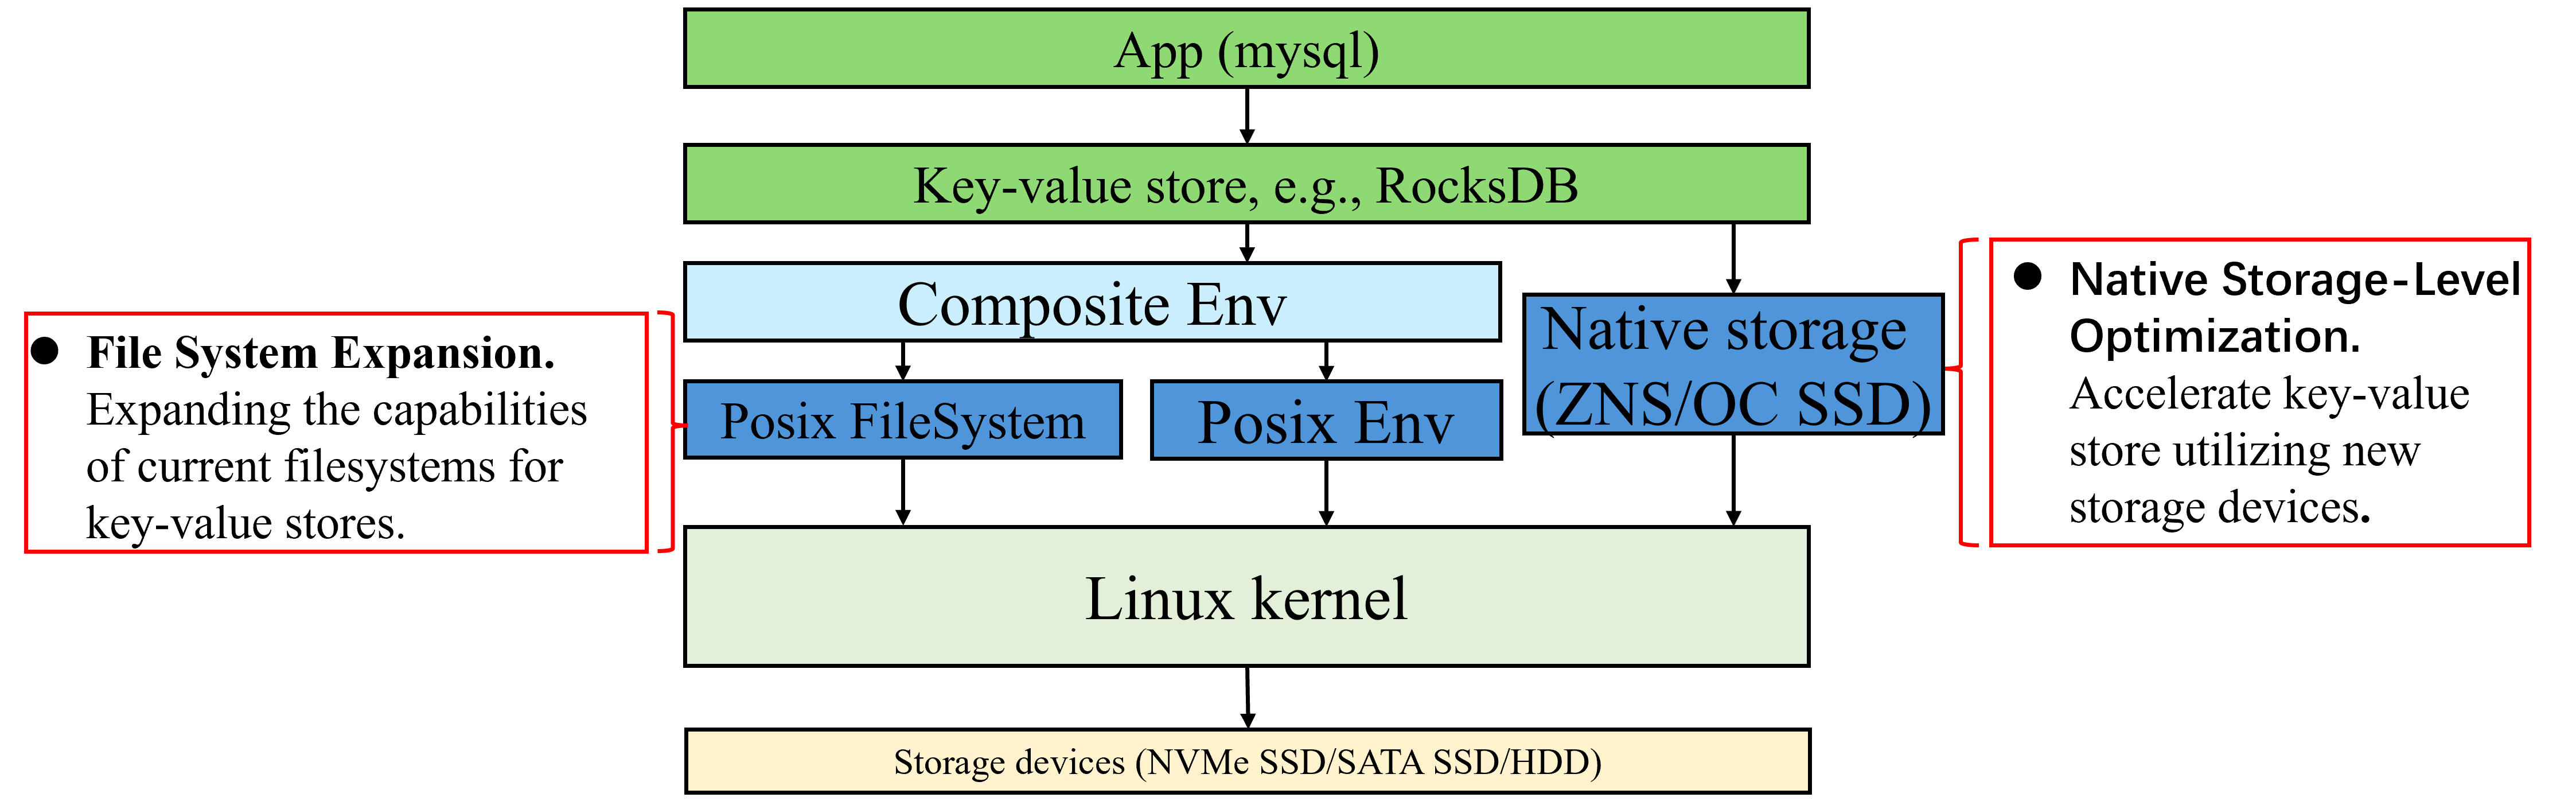 App (mysql)
Key-value store, e.g., RocksDB
Composite Env
Posix FileSystem
Posix Env
Native storage
(ZNS/OC SSD)
● File System Expansion.
Expanding the capabilities
of current filesystems for
key-value stores.
● Native Storage-Level
Optimization.
Accelerate key-value
store utilizing new
storage devices.
Linux kernel
Storage devices (NVMe SSD/SATA SSD/HDD)